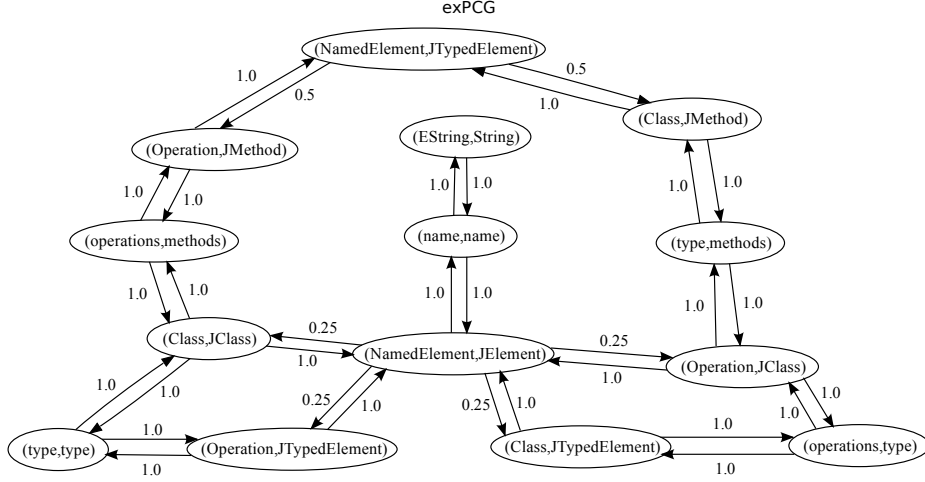 exPCG
(NamedElement,JTypedElement)
1.0
0.5
0.5
1.0
(Class,JMethod)
(EString,String)
(Operation,JMethod)
1.0
1.0
1.0
1.0
1.0
1.0
(operations,methods)
(name,name)
(type,methods)
1.0
1.0
1.0
1.0
1.0
1.0
(Class,JClass)
0.25
1.0
(NamedElement,JElement)
0.25
1.0
(Operation,JClass)
1.0
1.0
0.25
1.0
0.25
1.0
1.0
1.0
(type,type)
1.0
1.0
(Operation,JTypedElement)
(Class,JTypedElement)
1.0
1.0
(operations,type)